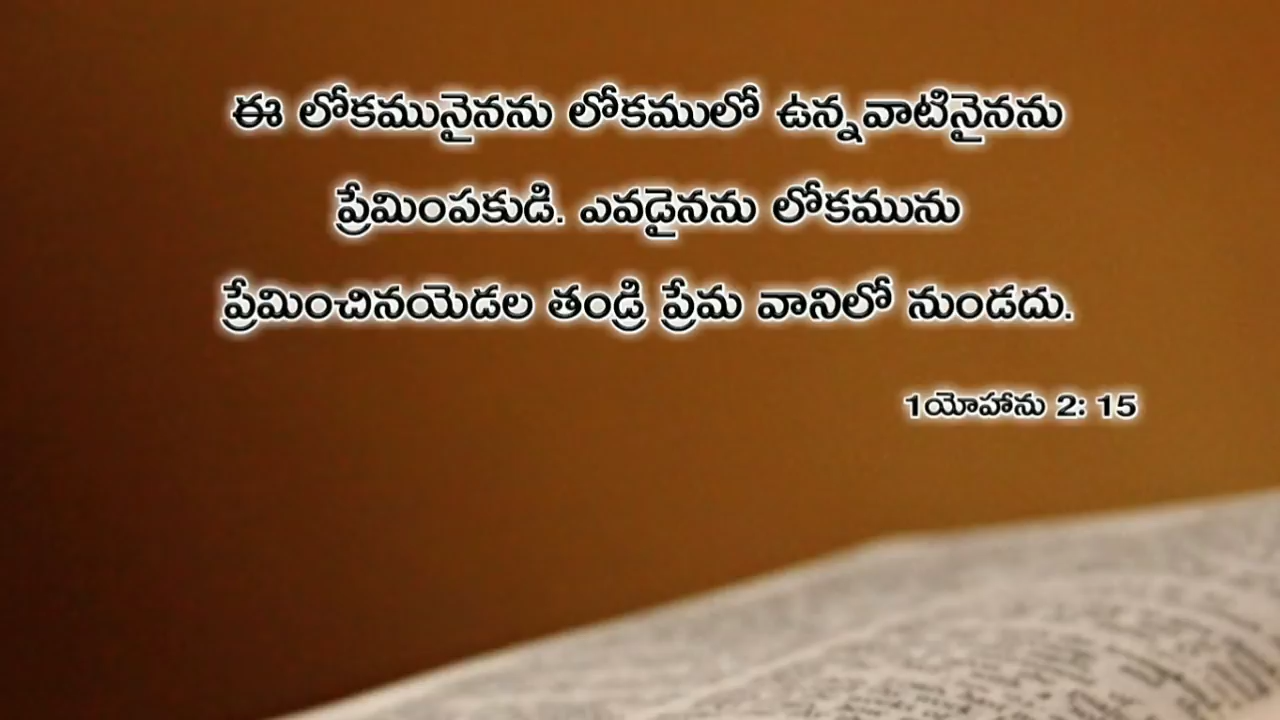 ఈ లోకమునైనను లోకములో ఉన్నవాటినైనను
ప్రేమింపకుడి. ఎవడైనను లోకమును
ప్రేమించినయెడల తండ్రి ప్రేమ వానిలో నుండదు.
1యోహాను 2: 15